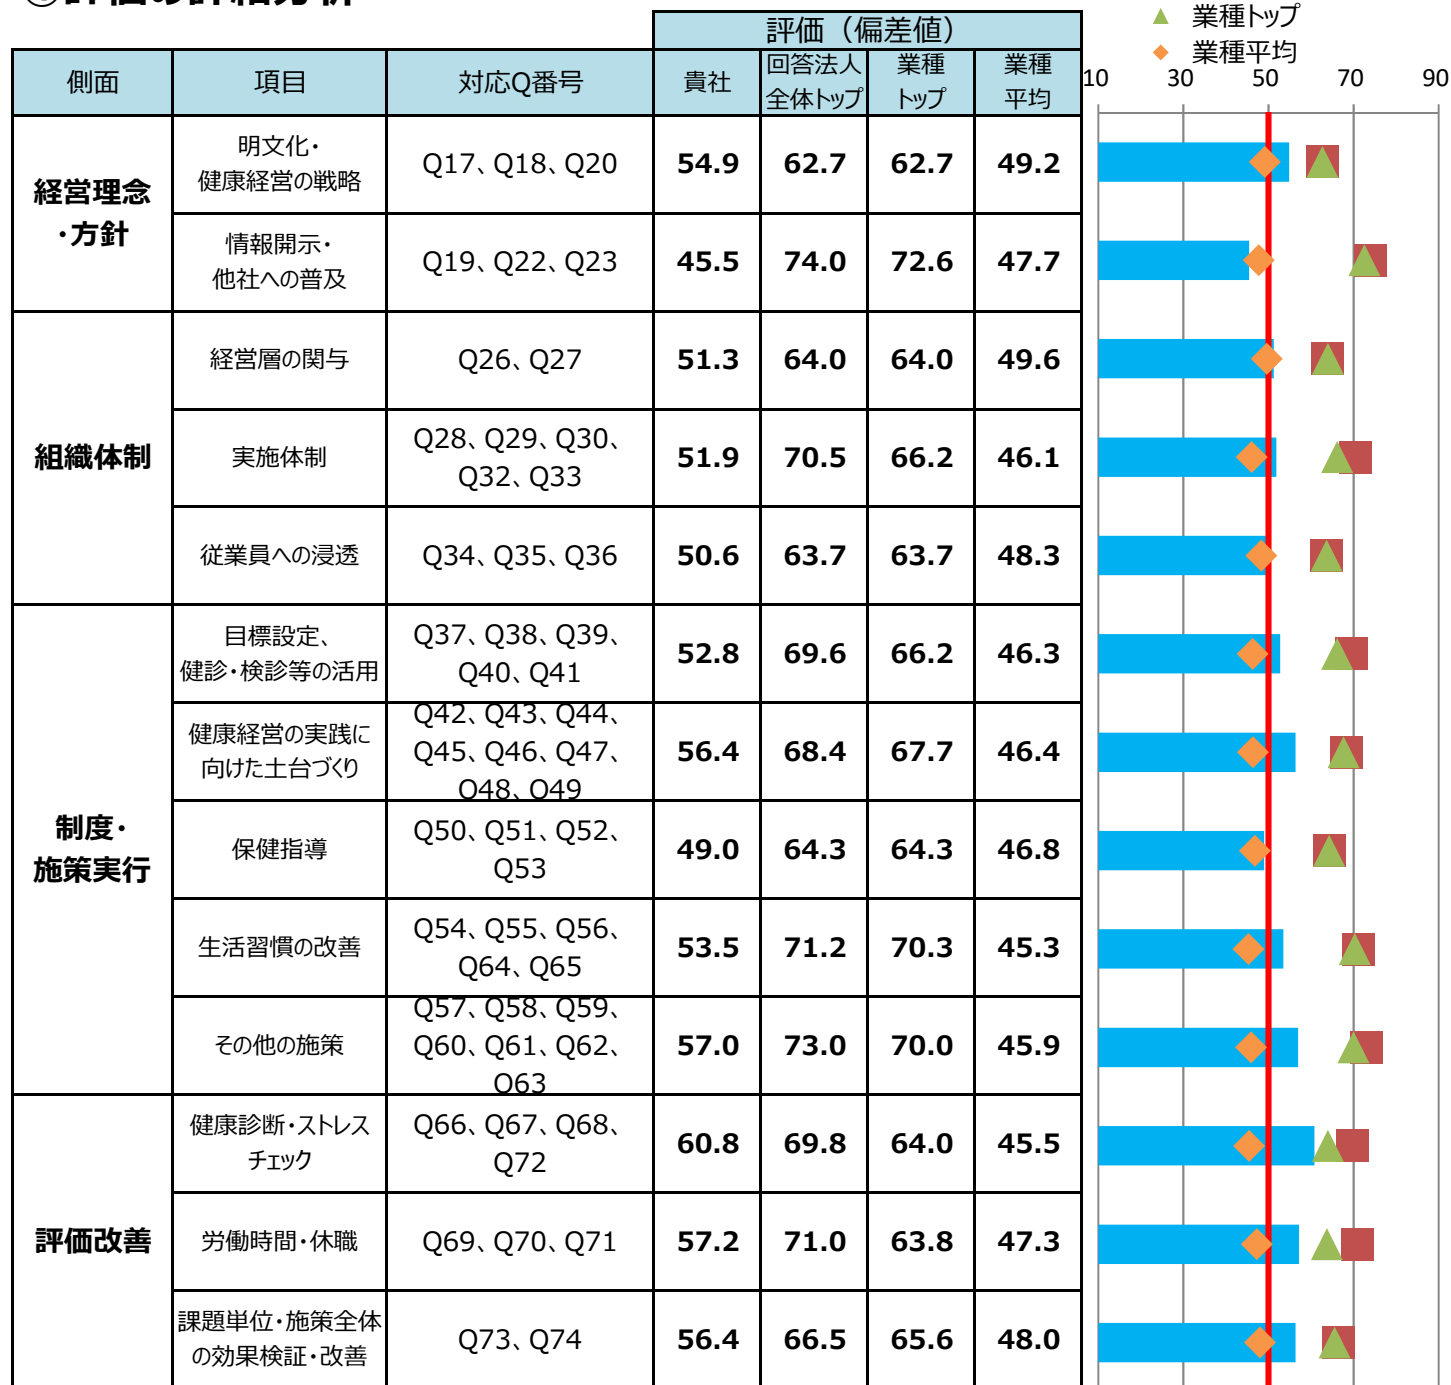 評価（偏差値）
▲ 業種トップ
◆ 業種平均
側面 項目 対応Q番号 貴社 回答法人 業種 業種
全体トップ トップ 平均
10 30 50 70 90
経営理念
・方針
明文化・
健康経営の戦略
Q17、Q18、Q20 54.9 62.7 62.7 49.2
情報開示・
他社への普及
Q19、Q22、Q23 45.5 74.0 72.6 47.7
組織体制
経営層の関与 Q26、Q27 51.3 64.0 64.0 49.6
実施体制
Q28、Q29、Q30、
Q32、Q33
51.9 70.5 66.2 46.1
従業員への浸透 Q34、Q35、Q36 50.6 63.7 63.7 48.3
制度・
施策実行
目標設定、
健診・検診等の活用
Q37、Q38、Q39、
Q40、Q41
52.8 69.6 66.2 46.3
健康経営の実践に
向けた土台づくり
Q42、Q43、Q44、
Q45、Q46、Q47、
Q48、Q49
56.4 68.4 67.7 46.4
保健指導
Q50、Q51、Q52、
Q53
49.0 64.3 64.3 46.8
生活習慣の改善
Q54、Q55、Q56、
Q64、Q65
53.5 71.2 70.3 45.3
その他の施策
Q57、Q58、Q59、
Q60、Q61、Q62、
Q63
57.0 73.0 70.0 45.9
評価改善
健康診断・ストレス
チェック
Q66、Q67、Q68、
Q72
60.8 69.8 64.0 45.5
労働時間・休職 Q69、Q70、Q71 57.2 71.0 63.8 47.3
課題単位・施策全体
の効果検証・改善
Q73、Q74 56.4 66.5 65.6 48.0